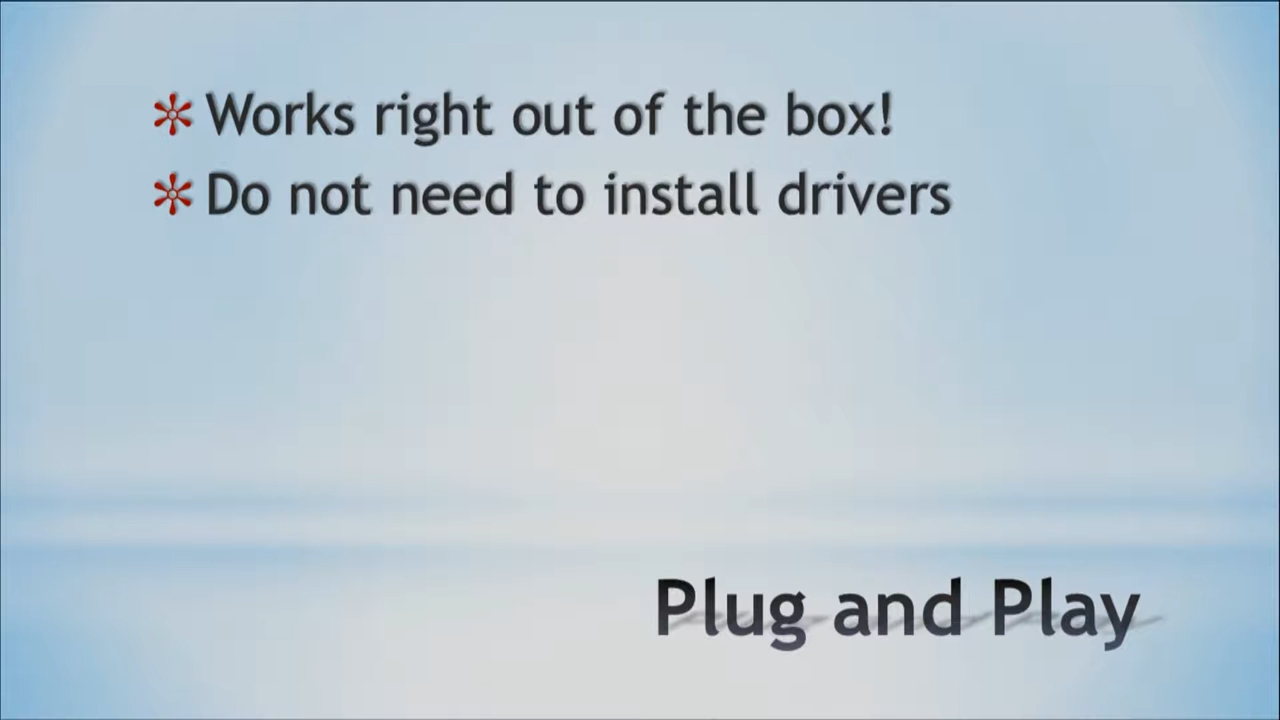 Works right out of the box!
Do not need to install drivers
Plug and Play